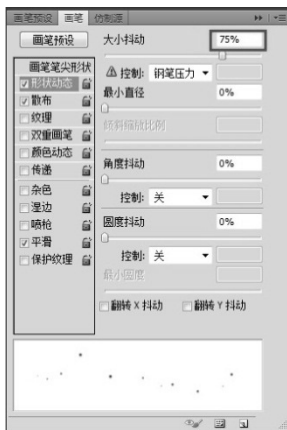 画笔预设 画笔 仿制源
画笔预设
大小抖动 75%
画笔笔尖形状
控制: 钢笔压力
形状动态
最小直径 0%
散布
纹理
倾斜缩放比例
双重画笔
颜色动态
角度抖动 0%
传递
控制: 关
杂色
湿边
圆度抖动 0%
喷枪
平滑
控制: 关
保护纹理
最小圆度
翻转 X 抖动 翻转 Y 抖动